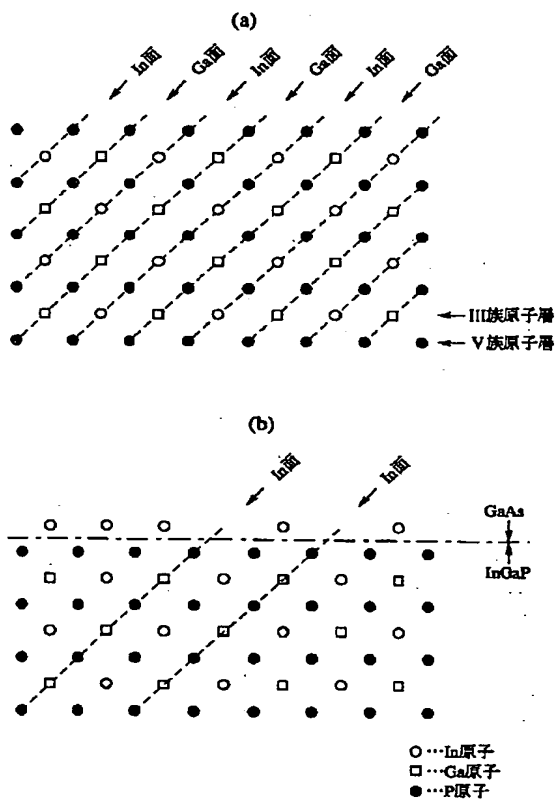 (a)
In面
Ga面
In面
Ga面
In面
Ga面
III族原子層
V族原子層
(b)
In面
In面
GaAs
InGaP
○…In原子
□…Ga原子
●…P原子